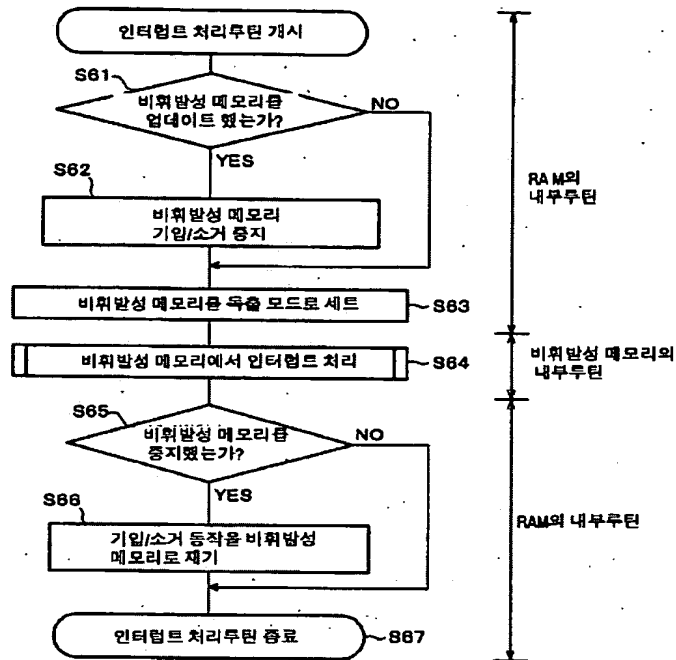 인터럽트 처리루틴 개시
S61
비휘발성 메모리를
업데이트 했는가?
NO
YES
S62
비휘발성 메모리
기입/소거 중지
RAM의
내부루틴
비휘발성 메모리를 독출 모드로 세트
S63
비휘발성 메모리에서 인터럽트 처리
S64
비휘발성 메모리의
내부루틴
S65
비휘발성 메모리를
중지했는가?
NO
YES
S66
기입/소거 동작을 비휘발성
메모리로 재기
RAM의 내부루틴
인터럽트 처리루틴 종료
S67